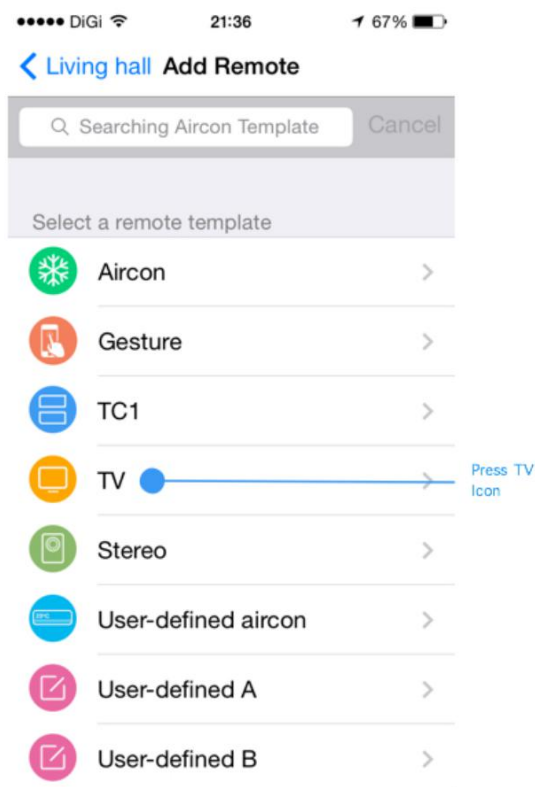 DiGi 21:36 67%
Living hall Add Remote
Searching Aircon Template Cancel
Select a remote template
Aircon
Gesture
TC1
TV
Press TV
Icon
Stereo
User-defined aircon
User-defined A
User-defined B